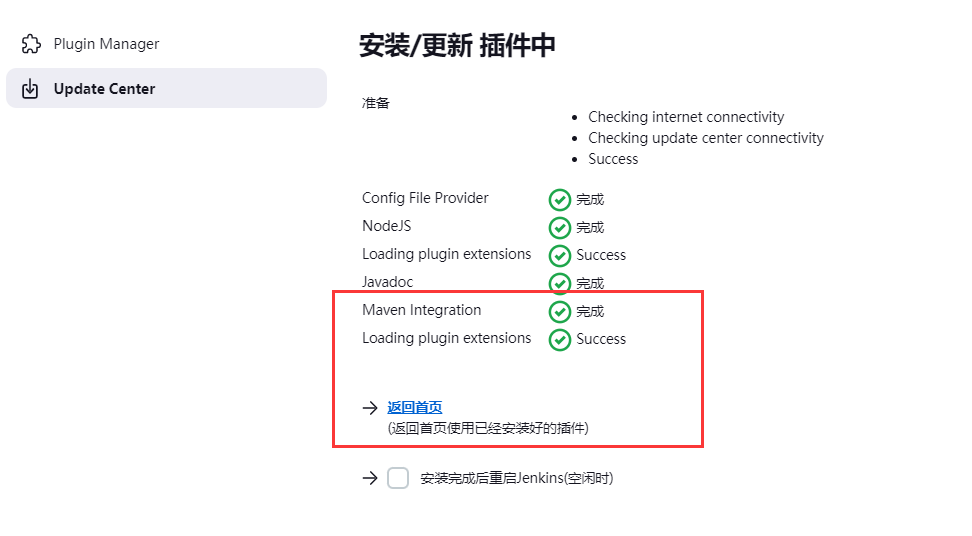 Plugin Manager
Update Center
安装/更新 插件中
准备
Checking internet connectivity
Checking update center connectivity
Success
Config File Provider 完成
NodeJS 完成
Loading plugin extensions Success
Javadoc 完成
Maven Integration 完成
Loading plugin extensions Success
返回首页
(返回首页使用已经安装好的插件)
安装完成后重启Jenkins(空闲时)